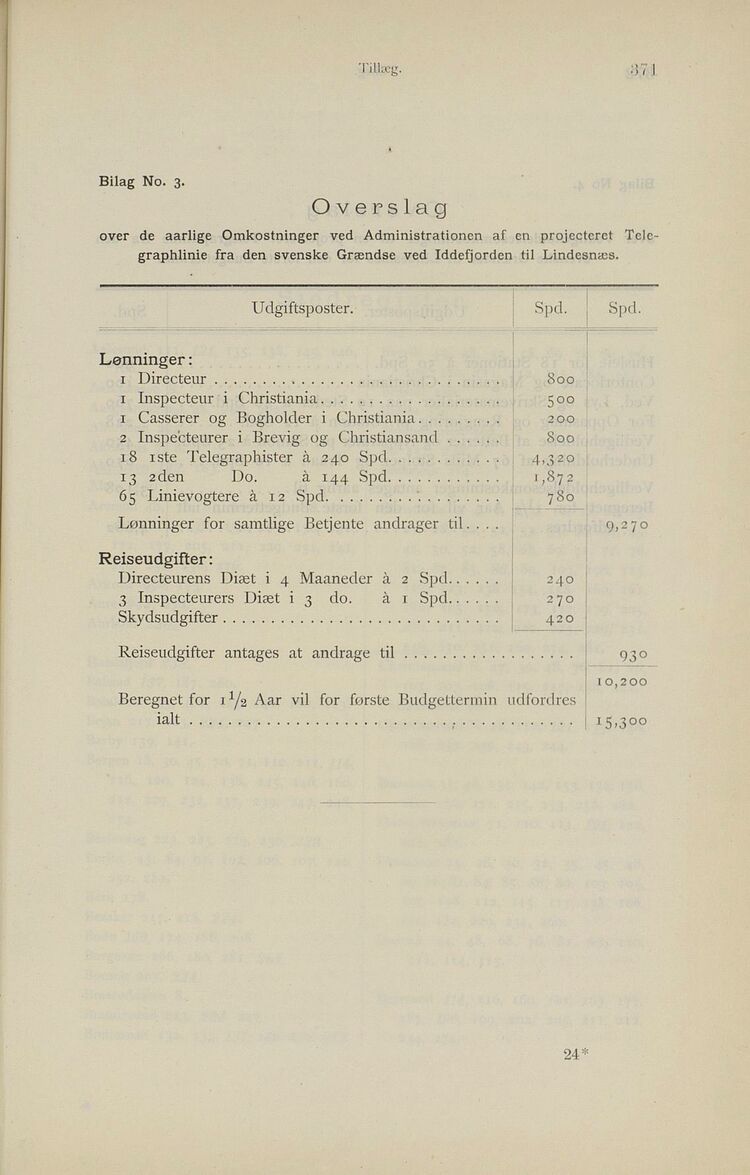 Tillæg. 371
Bilag No. 3.
Overslag
over de aarlige Omkostninger ved Administrationen af en projecteret Tele-
graphlinie fra den svenske Grændse ved Iddefjorden til Lindesnæs.
Udgiftsposter. Spd. Spd.
Lønninger:
1 Directeur . . . . . . . . . . . . . . . . . . . . . . . . . . . . . 800
1 Inspecteur i Christiania. . . . . . . . . . . . . . . . . . . 500
1 Casserer og Bogholder i Christiania. . . . . . . . . 200
2 Inspecteurer i Brevig og Christiansand . . . . . . 800
18 1ste Telegraphister à 240 Spd. . . . . . . . . . . . 4,320
13 2den Do. à 144 Spd. . . . . . . . . . . . 1,872
65 Linievogtere à 12 Spd. . . . . . . . . . . . . . . . . . 780
Lønninger for samtlige Betjente andrager til. . . . 9,270
Reiseudgifter:
Directeurens Diæt i 4 Maaneder à 2 Spd. . . . . . 240
3 Inspecteurers Diæt i 3 do. à 1 Spd. . . . . . 270
Skydsudgifter . . . . . . . . . . . . . . . . . . . . . . . . . . . . 420
Reiseudgifter antages at andrage til . . . . . . . . . . . . . . . . . . 930
10,200
Beregnet for 1 1/2 Aar vil for første Budgettermin udfordres
ialt . . . . . . . . . . . . . . . . . . . . . . . . . . . . . . . . . . . . . . . 15,300
24*